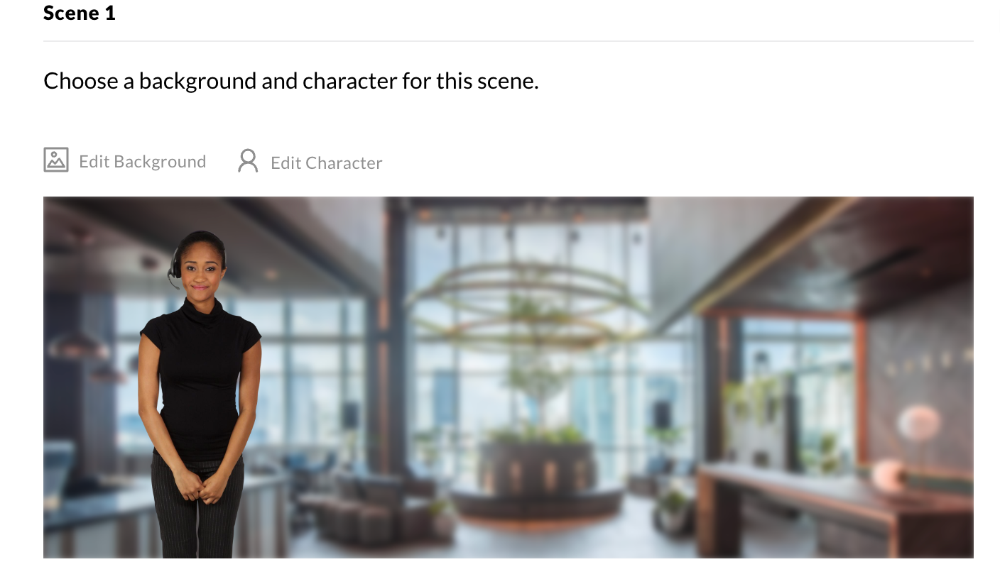 Scene 1
Choose a background and character for this scene.
Edit Background
Edit Character